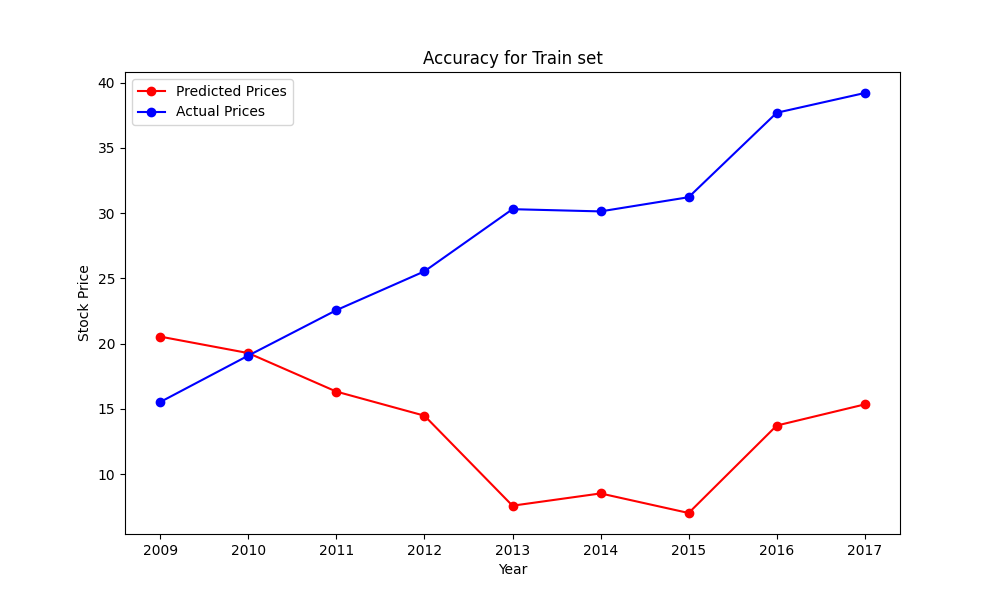 Accuracy for Train set
Predicted Prices
Actual Prices
40
35
30
25
20
15
10
Stock Price
2009 2010 2011 2012 2013 2014 2015 2016 2017
Year